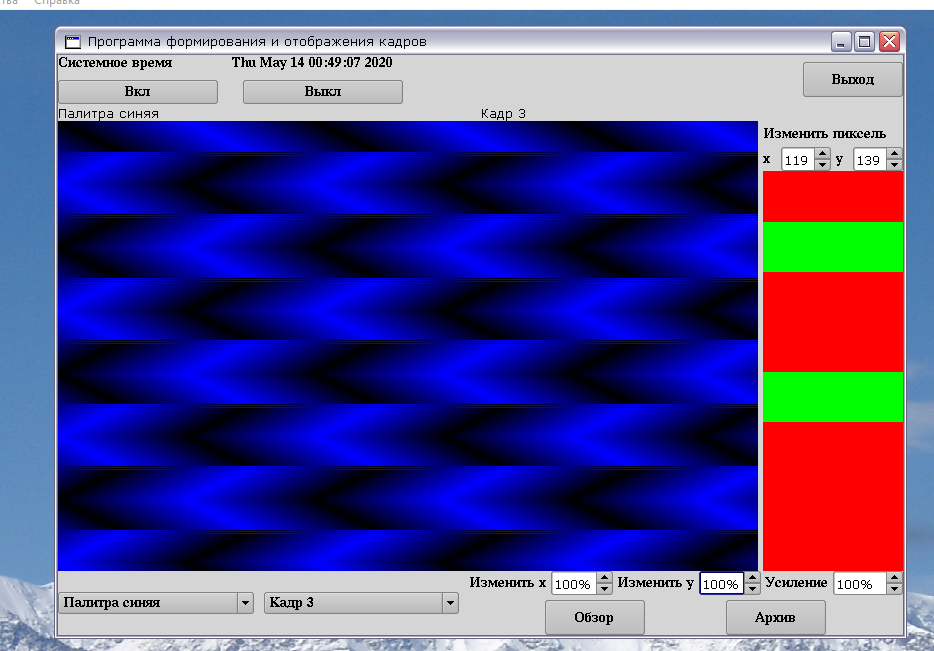 Справка
Программа формирования и отображения кадров
Системное время Thu May 14 00:49:07 2020
Вкл Выкл Выход
Палитра синяя Кадр 3
Изменить пиксель
x 119 y 139
Изменить x 100% Изменить y 100% Усиление 100%
Палитра синяя Кадр 3
Обзор Архив